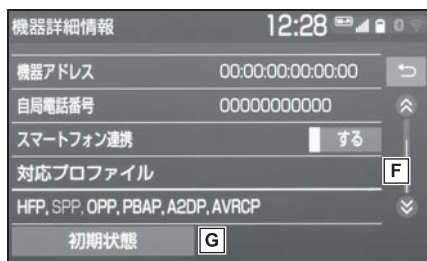 機器詳細情報 12:28
機器アドレス 00:00:00:00:00:00
自局電話番号 00000000000
スマートフォン連携 する
対応プロファイル F
HFP, SPP, OPP, PBAP, A2DP, AVRCP
初期状態 G